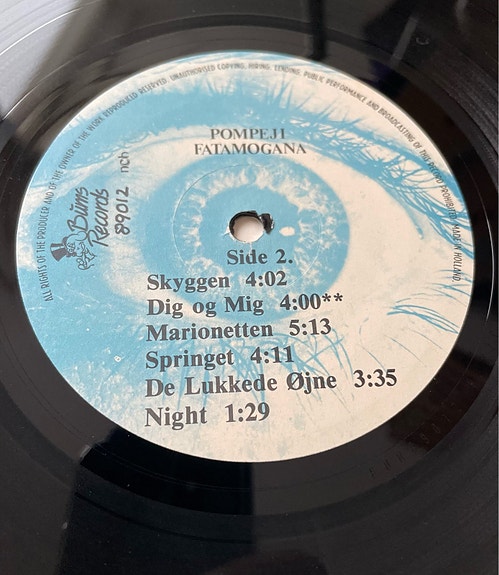 ALL RIGHTS OF THE PRODUCER AND OF THE OWNER OF THE WORK REPRODUCED RESERVED. UNAUTHORISED COPYING, HIRING, LENDING, PUBLIC PERFORMANCE AND BROADCASTING OF THIS RECORD PROHIBITED. MADE IN HOLLAND
POMPEJI
FATAMOGANA
Bums
Records
89012 ncb
Side 2.
Skyggen 4:02
Dig og Mig 4:00**
Marionetten 5:13
Springet 4:11
De Lukkede Øjne 3:35
Night 1:29